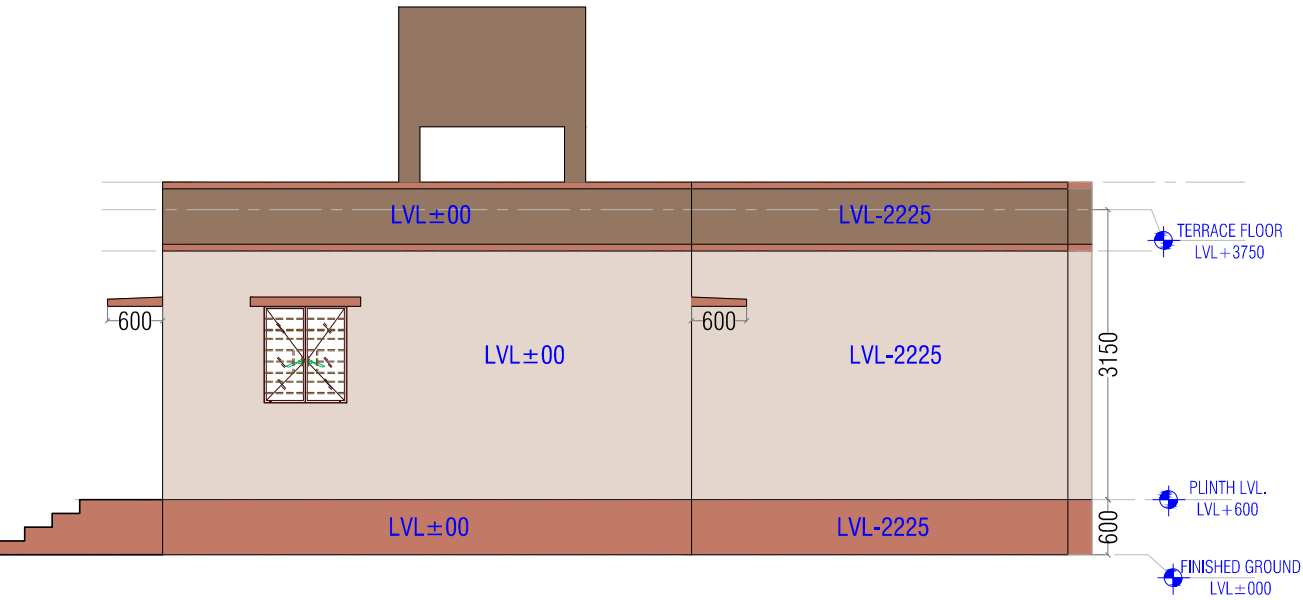 LVL±00
LVL-2225
TERRACE FLOOR
LVL+3750
600
600
LVL±00
LVL-2225
3150
PLINTH LVL.
LVL+600
LVL±00
LVL-2225
600
FINISHED GROUND
LVL±000